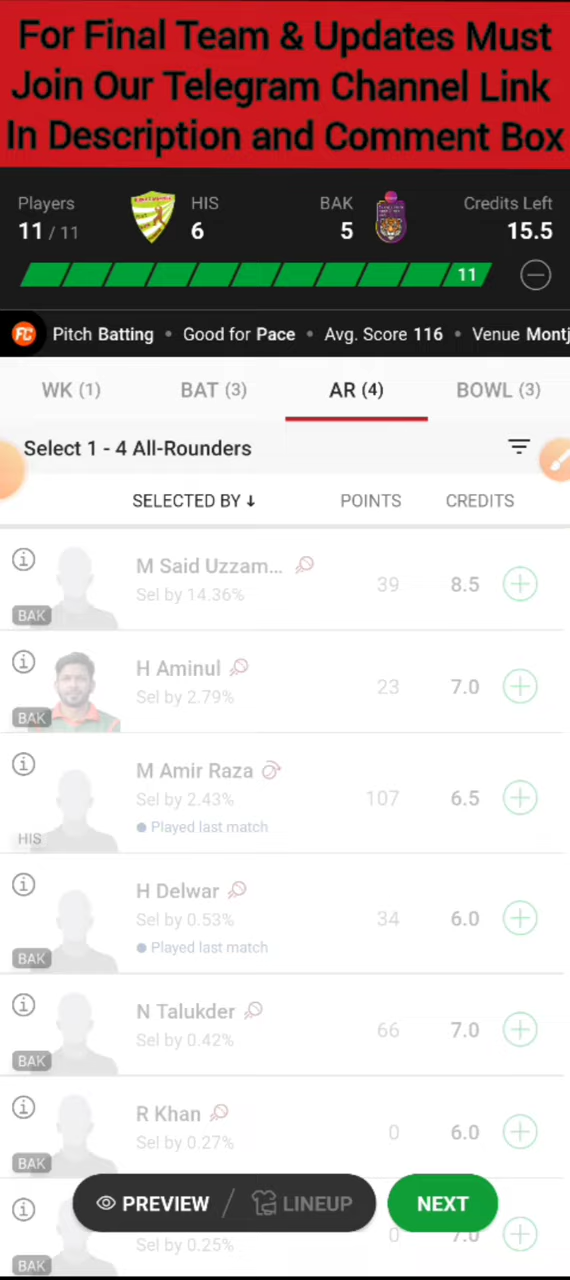 For Final Team & Updates Must
Join Our Telegram Channel Link
In Description and Comment Box
Players HIS BAK Credits Left
11 / 11 6 5 15.5
11
FC Pitch Batting • Good for Pace • Avg. Score 116 • Venue Montj
WK (1) BAT (3) AR (4) BOWL (3)
Select 1 - 4 All-Rounders
SELECTED BY ↓ POINTS CREDITS
M Said Uzzam...
Sel by 14.36% 39 8.5
BAK
H Aminul
Sel by 2.79% 23 7.0
BAK
M Amir Raza
Sel by 2.43% 107 6.5
Played last match
HIS
H Delwar
Sel by 0.53% 34 6.0
Played last match
BAK
N Talukder
Sel by 0.42% 66 7.0
BAK
R Khan
Sel by 0.27% 0 6.0
BAK
PREVIEW / LINEUP NEXT
Sel by 0.25% 0 7.0
BAK